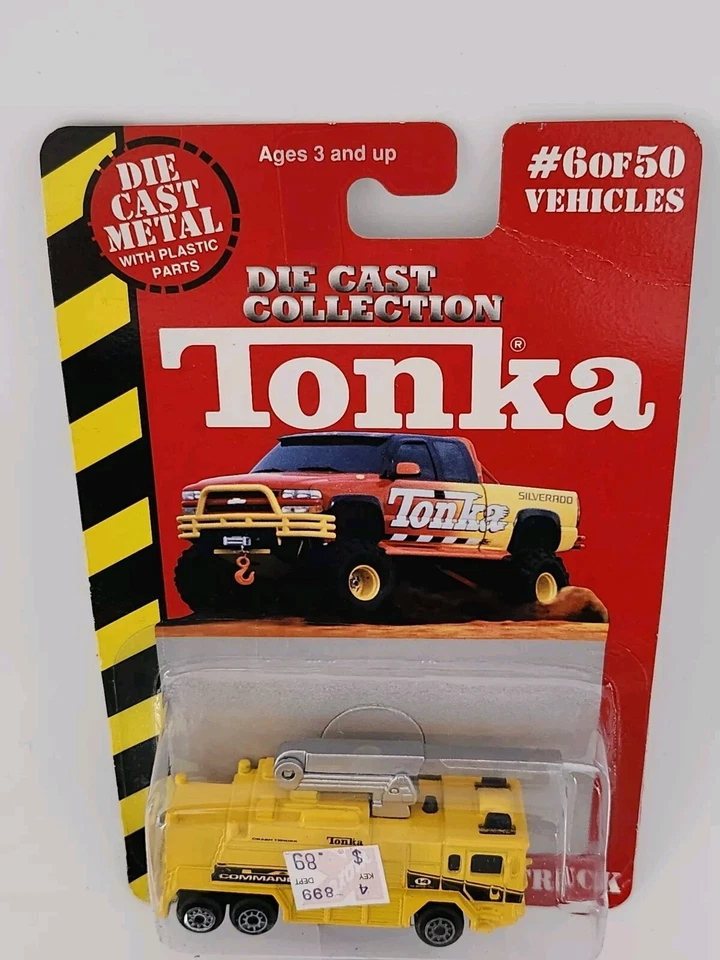 DIE
CAST
METAL
WITH PLASTIC
PARTS
Ages 3 and up
#6OF50
VEHICLES
DIE CAST
COLLECTION
Tonka®
SILVERADO
Tonka
Tonka
COMMAN
$ .89
KEY 4
DEPT 899
TRUCK